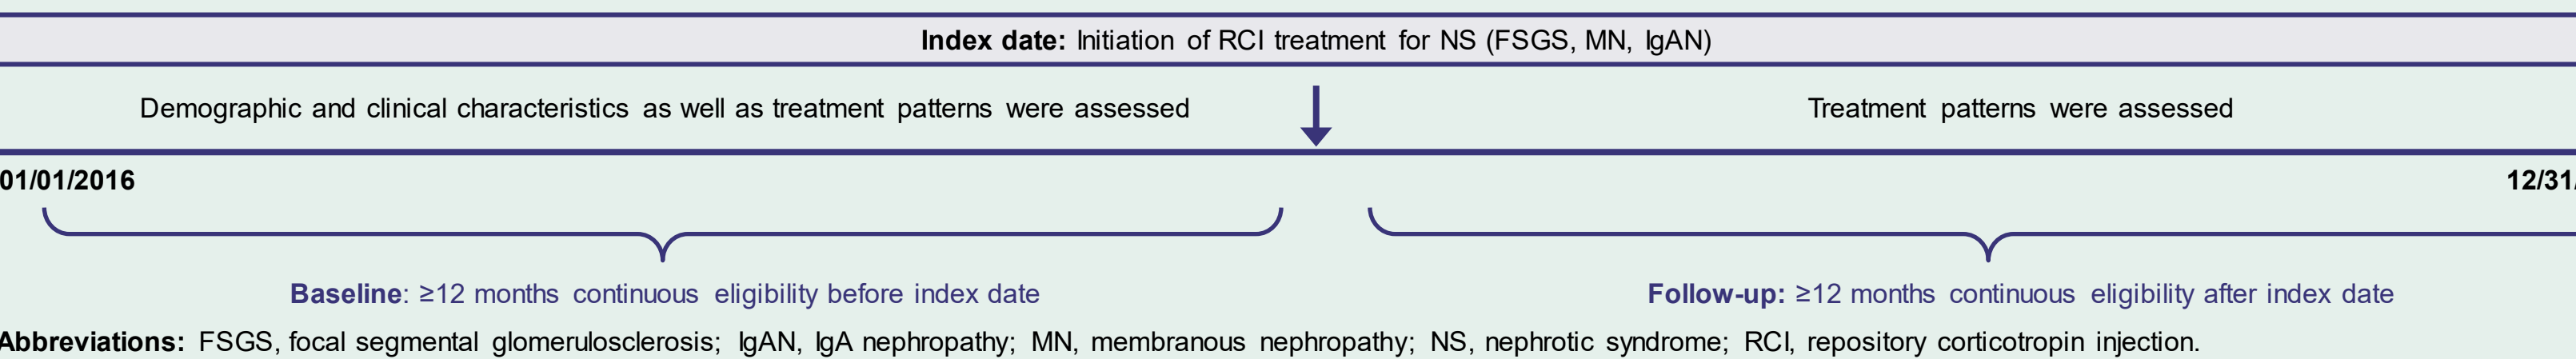 Index date: Initiation of RCI treatment for NS (FSGS, MN, IgAN)
Demographic and clinical characteristics as well as treatment patterns were assessed
Treatment patterns were assessed
01/01/2016
12/31/
Baseline: ≥12 months continuous eligibility before index date
Follow-up: ≥12 months continuous eligibility after index date
Abbreviations: FSGS, focal segmental glomerulosclerosis; IgAN, IgA nephropathy; MN, membranous nephropathy; NS, nephrotic syndrome; RCI, repository corticotropin injection.